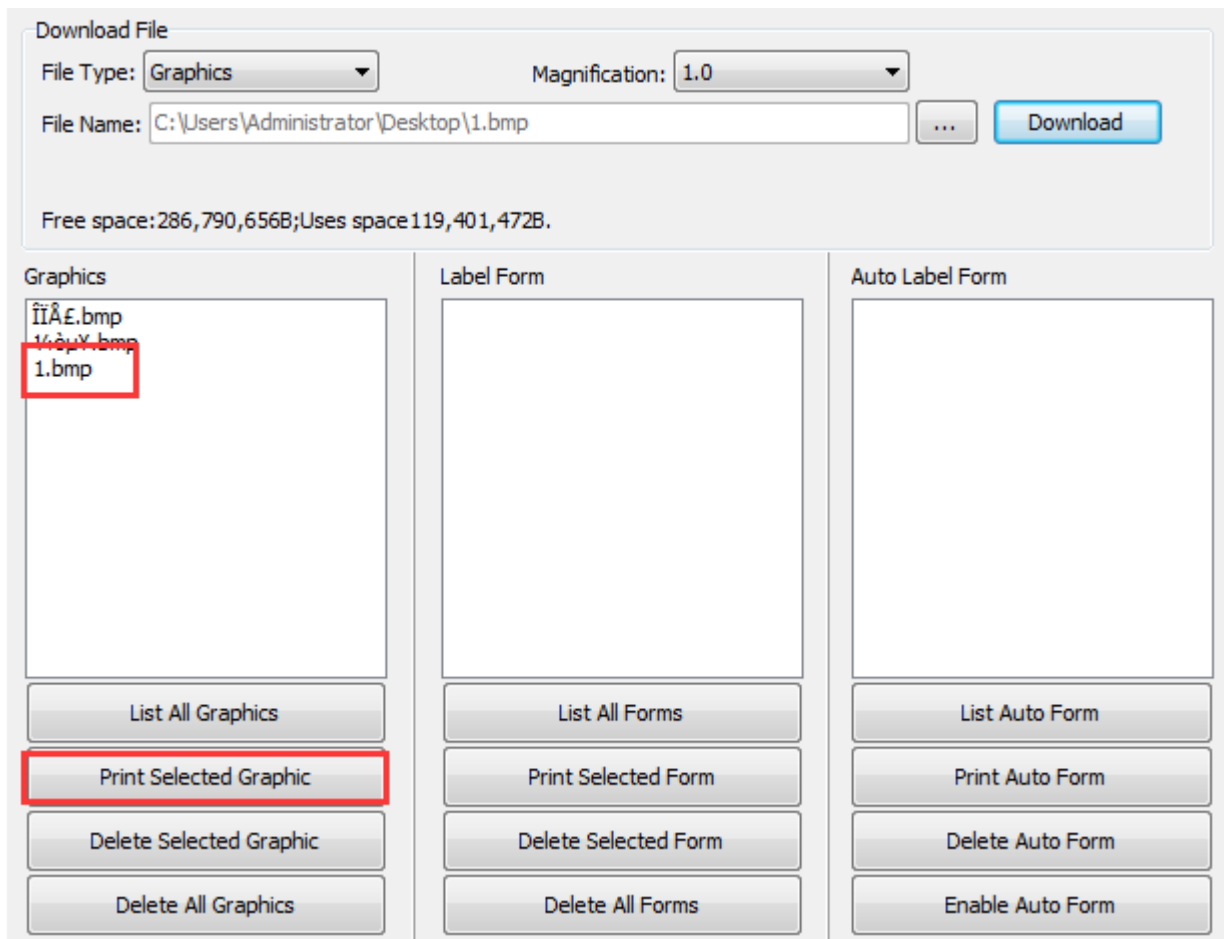 Download File
File Type: Graphics Magnification: 1.0
File Name: C:\Users\Administrator\Desktop\1.bmp ... Download
Free space:286,790,656B;Uses space119,401,472B.
Graphics Label Form Auto Label Form
ÎÏÅ£.bmp
¼òµ¥.bmp
1.bmp
List All Graphics List All Forms List Auto Form
Print Selected Graphic Print Selected Form Print Auto Form
Delete Selected Graphic Delete Selected Form Delete Auto Form
Delete All Graphics Delete All Forms Enable Auto Form